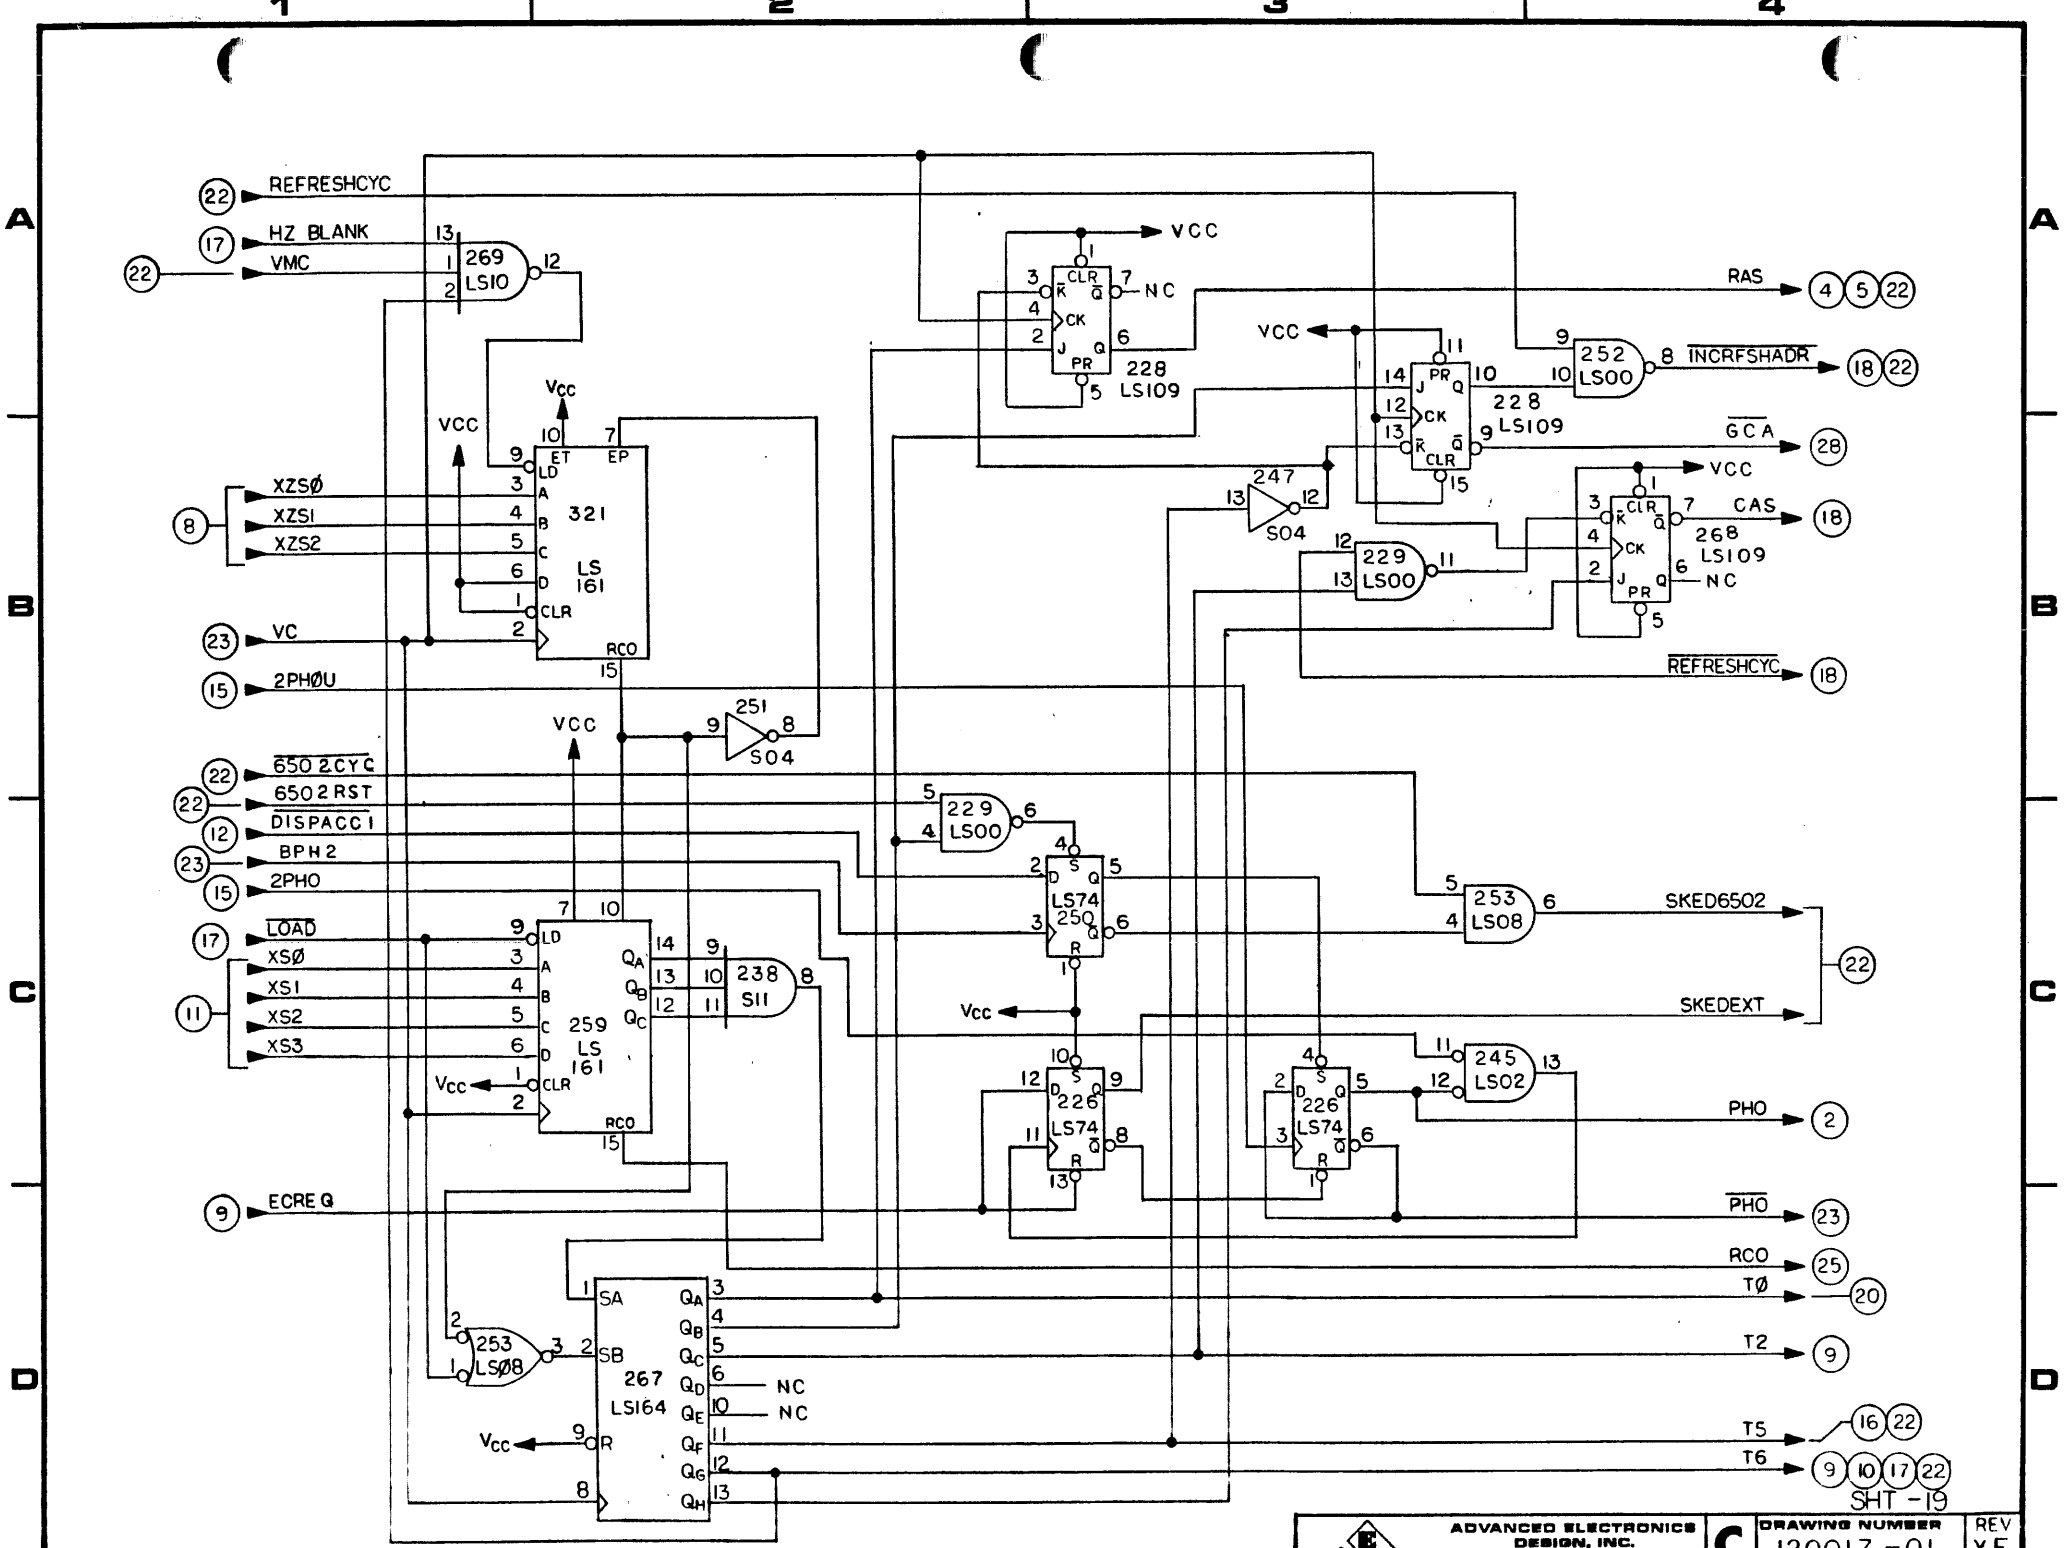 1 2 3 4
A A
22 REFRESHCYC
17 HZ BLANK 13
22 VMC 1
2
269
LS10
12
VCC
1
CLR
3 K̅ Q̅ 7 NC
4 CK
2 J Q 6
PR
5
228
LS109
RAS 4 5 22
VCC
11
PR
14 J Q 10
12 CK
13 K̅ Q̅ 9
CLR
15
228
LS109
9
10
252
LS00
8 INCRFSHADR 18 22
GCA 28
VCC
VCC
10 7
ET EP
9 LD
8
XZSØ 3 A
XZS1 4 B
XZS2 5 C
6 D
1 CLR
2
321
LS
161
RCO
15
247
13 12
S04
VCC
1
CLR
3 K̅ Q̅ 7
4 CK
2 J Q 6 NC
PR
5
268
LS109
CAS 18
12
13
229
LS00
11
B B
23 VC
15 2PHØU
REFRESHCYC 18
251
9 8
S04
VCC
22 6502CYC
22 6502RST
12 DISPACC1
23 BPH2
15 2PHO
5
4
229
LS00
6
4
S
2 D Q 5
LS74
250
3 Q̅ 6
R
1
5
4
253
LS08
6
SKED6502
22
SKEDEXT
Vcc
7 10
17 LOAD 9 LD
11
XSØ 3 A
XS1 4 B
XS2 5 C
XS3 6 D
Vcc 1 CLR
2
259
LS
161
QA 14
QB 13
QC 12
RCO
15
9
10
11
238
S11
8
C C
10
S
12 D Q 9
226
LS74
11 Q̅ 8
R
13
4
S
2 D Q 5
226
LS74
3 Q̅ 6
R
1
11
12
245
LS02
13
PHO 2
9 ECREQ
PHO 23
RCO 25
TØ 20
T2 9
T5 16 22
T6 9 10 17 22
2
1
253
LSØ8
3
1 SA
2 SB
267
LS164
Vcc 9 R
8
QA 3
QB 4
QC 5
QD 6 NC
QE 10 NC
QF 11
QG 12
QH 13
D D
SHT -19
E
ADVANCED ELECTRONICS
DESIGN, INC.
C
DRAWING NUMBER
REV